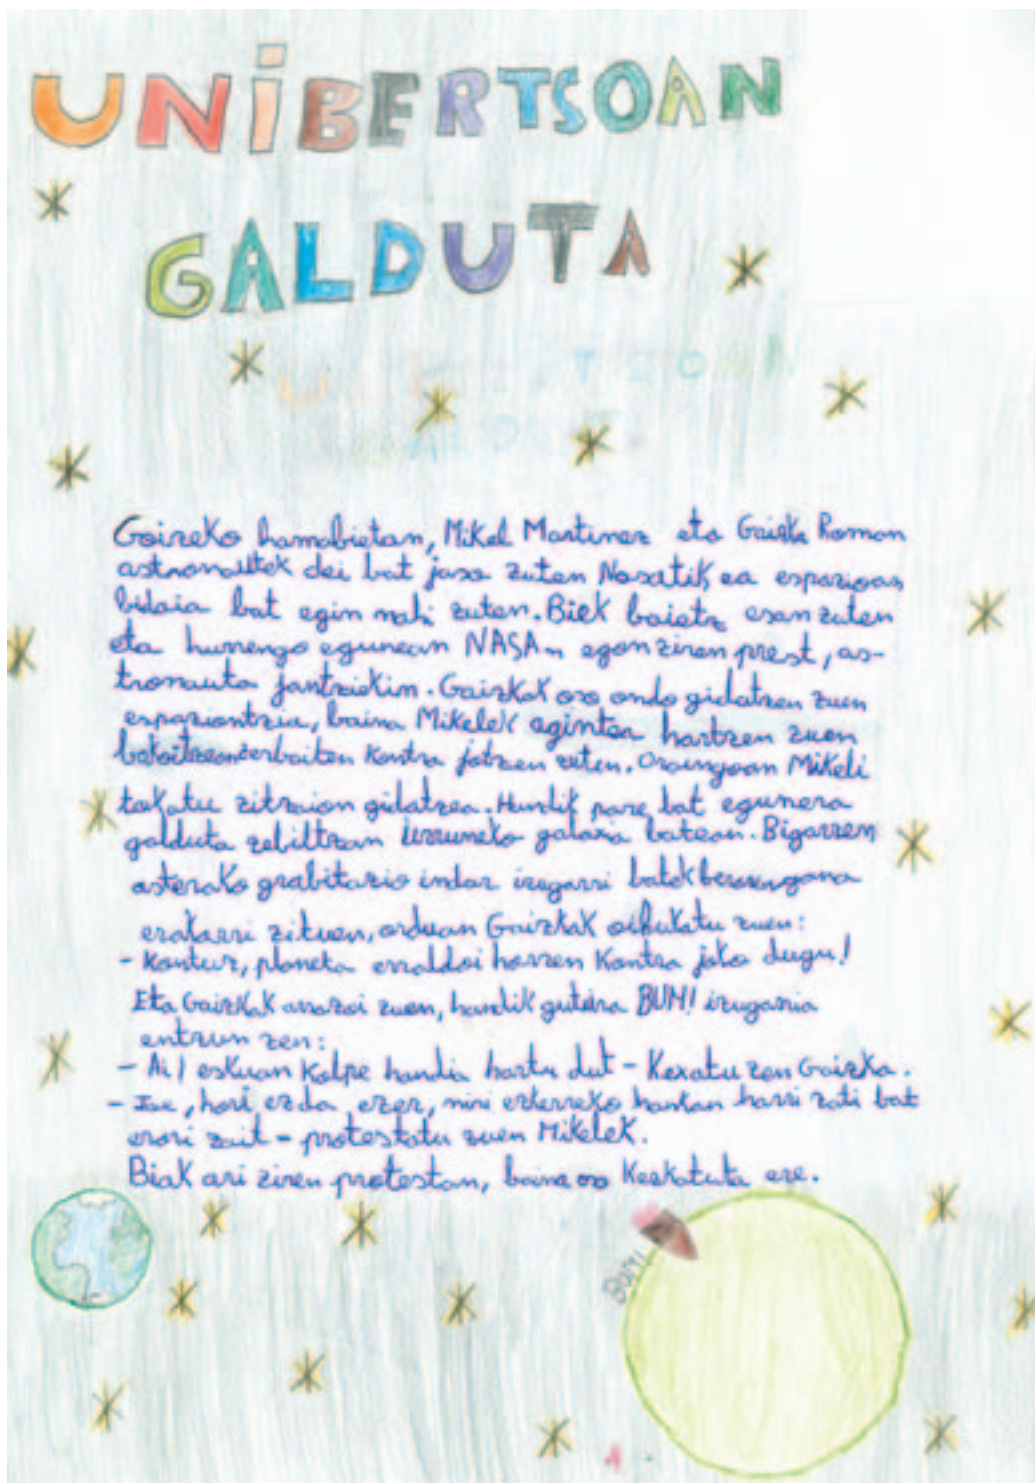 UNIBERTSOAN
GALDUTA
Goizeko hamabietan, Mikel Martinez eta Gaizka Roman
astronautek dei bat jaso zuten Nasatik ea espazioan
bidaia bat egin nahi zuten. Biek baietz esan zuten
eta hurrengo egunean NASAn egon ziren prest, as-
tronauta jantziekin. Gaizkak oso ondo gidatzen zuen
espaziontzia, baina Mikelek agintea hartzen zuen
bakoitzean zerbaiten kontra jotzen zuten. Oraingoan Mikeli
tokatu zitzaion gidatzea. Handik pare bat egunera
galduta zebiltzan urruneko galaxia batean. Bigarren
asterako grabitazio indar izugarri batek berarengana
erakarri zituen, orduan Gaizkak oihukatu zuen:
- Kontuz, planeta erraldoi horren kontra joko dugu!
Eta Gaizkak arrazoi zuen, handik gutxira BUM! izugarria
entzun zen:
- Ai! eskuan kolpe handia hartu dut - Kexatu zen Gaizka.
- Ixe, hori ez da ezer, niri ezkerreko hankan harri zati bat
erori zait - protestatu zuen Mikelek.
Biak ari ziren protestan, baina oso kezkatuta ere.
BUM!